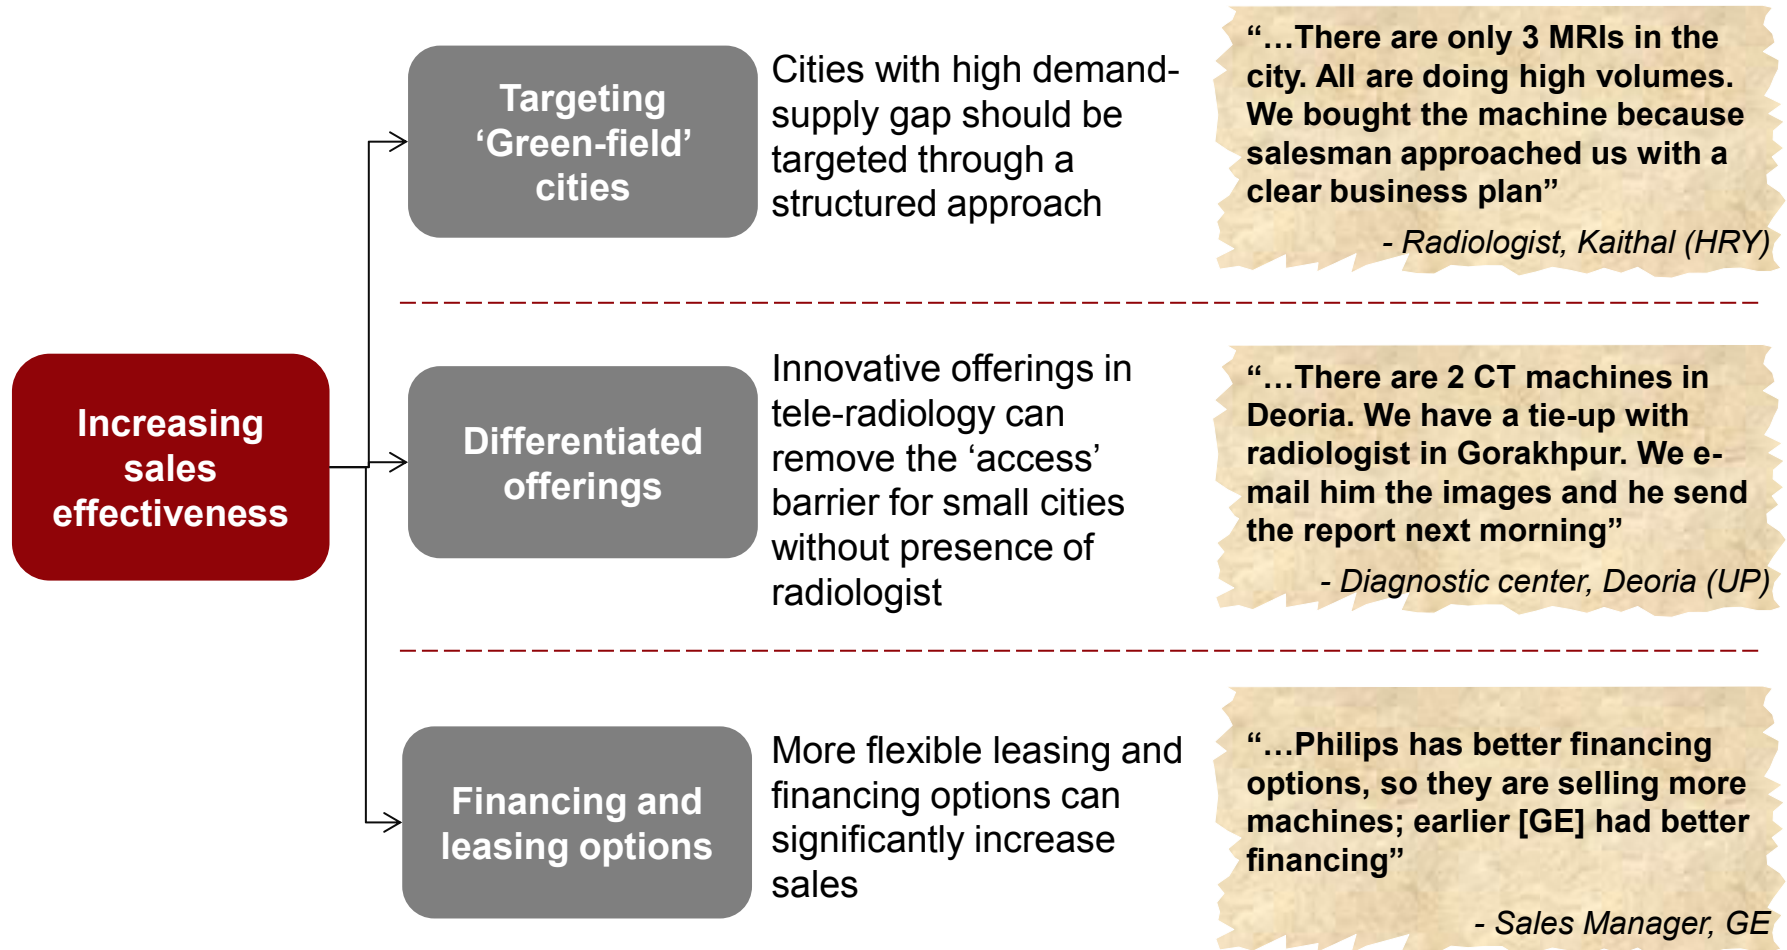 Increasing
sales
effectiveness
Targeting
‘Green-field’
cities
Cities with high demand-
supply gap should be
targeted through a
structured approach
“…There are only 3 MRIs in the
city. All are doing high volumes.
We bought the machine because
salesman approached us with a
clear business plan”
- Radiologist, Kaithal (HRY)
Differentiated
offerings
Innovative offerings in
tele-radiology can
remove the ‘access’
barrier for small cities
without presence of
radiologist
“…There are 2 CT machines in
Deoria. We have a tie-up with
radiologist in Gorakhpur. We e-
mail him the images and he send
the report next morning”
- Diagnostic center, Deoria (UP)
Financing and
leasing options
More flexible leasing and
financing options can
significantly increase
sales
“…Philips has better financing
options, so they are selling more
machines; earlier [GE] had better
financing”
- Sales Manager, GE